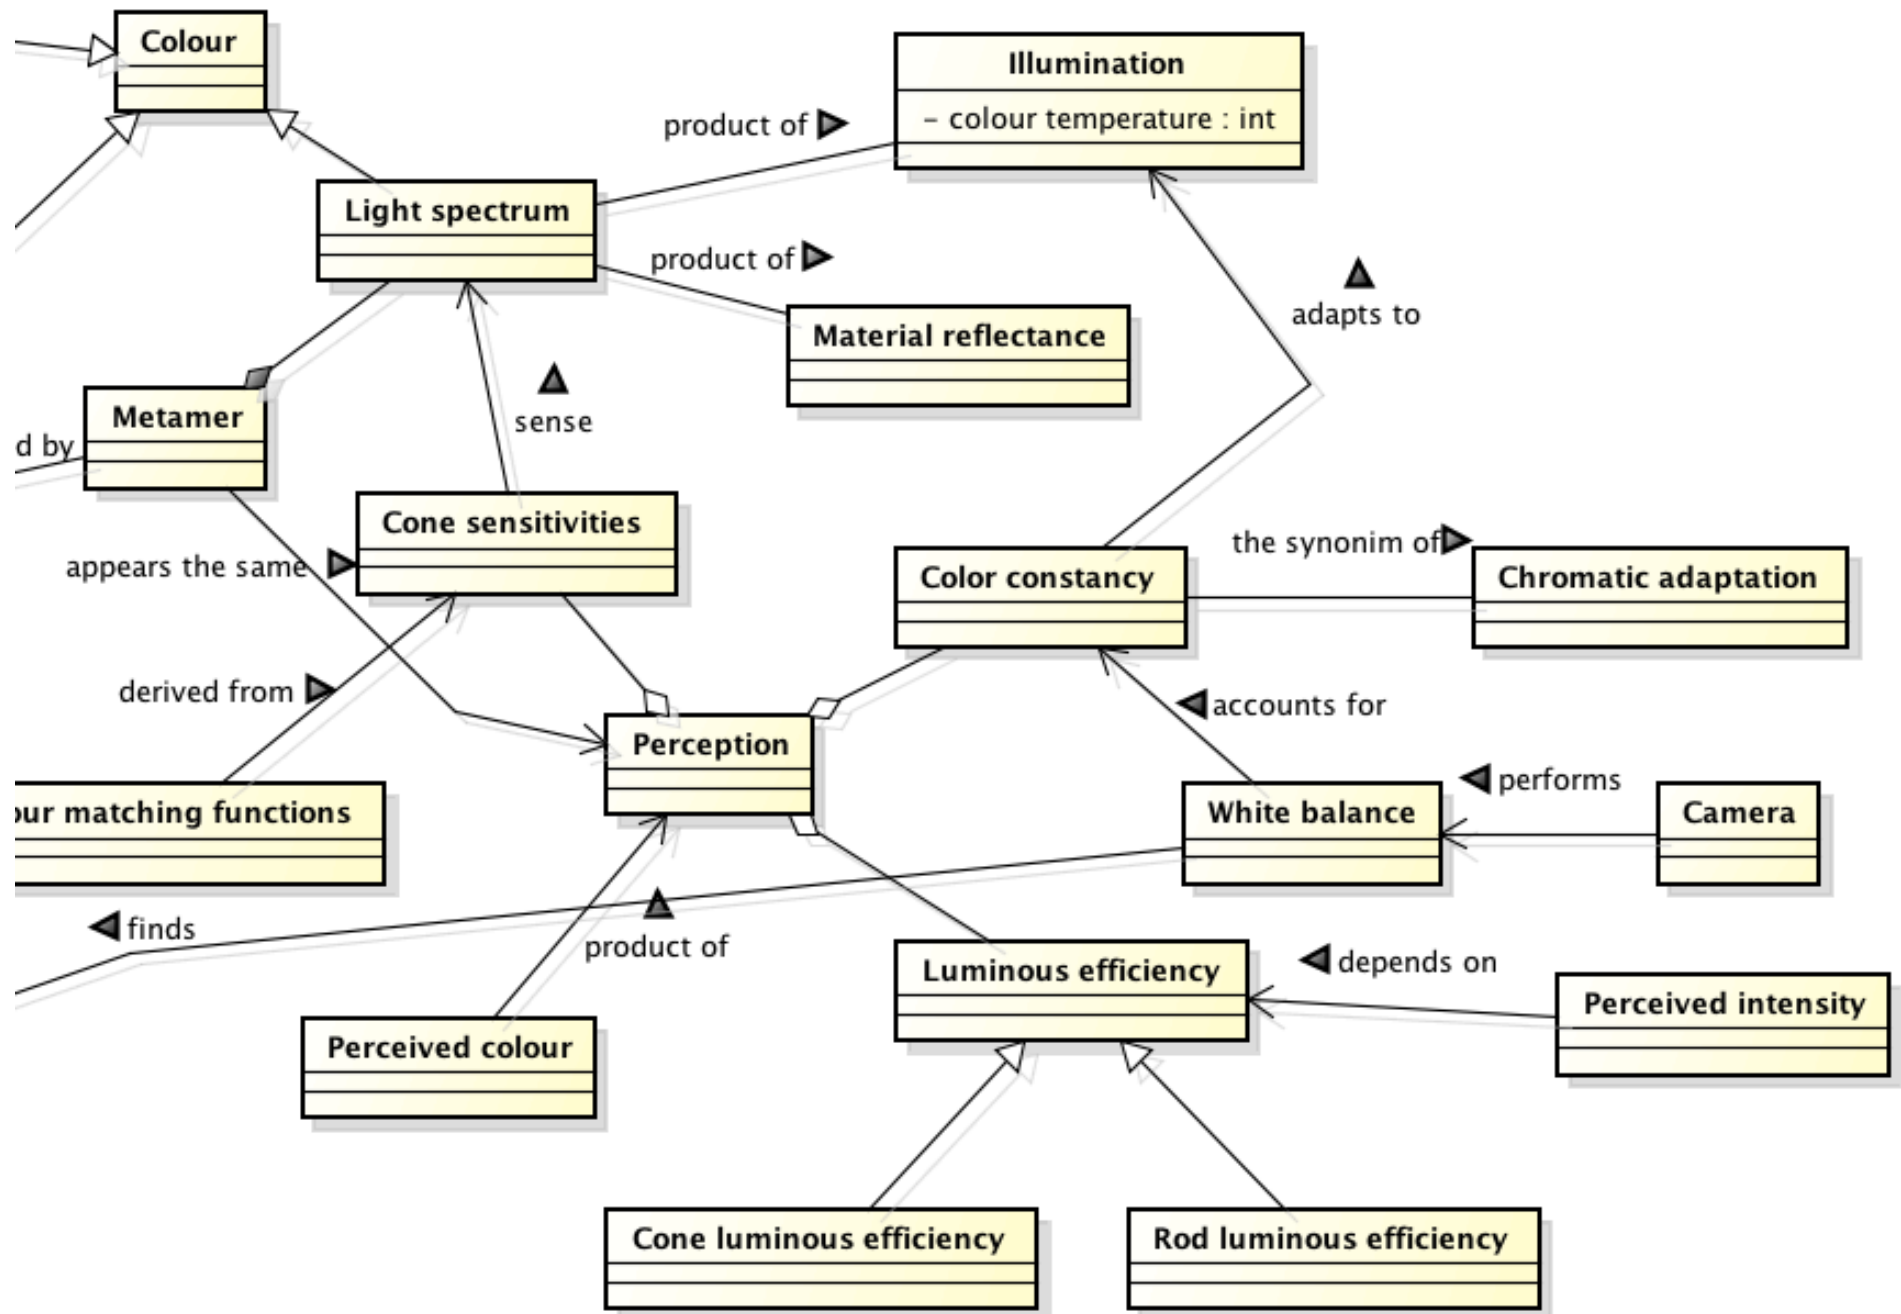 Colour
Illumination
- colour temperature : int
product of
Light spectrum
product of
Material reflectance
adapts to
Metamer
sense
d by
Cone sensitivities
the synonim of
appears the same
Color constancy
Chromatic adaptation
derived from
accounts for
Perception
performs
our matching functions
White balance
Camera
finds
product of
Luminous efficiency
depends on
Perceived intensity
Perceived colour
Cone luminous efficiency
Rod luminous efficiency